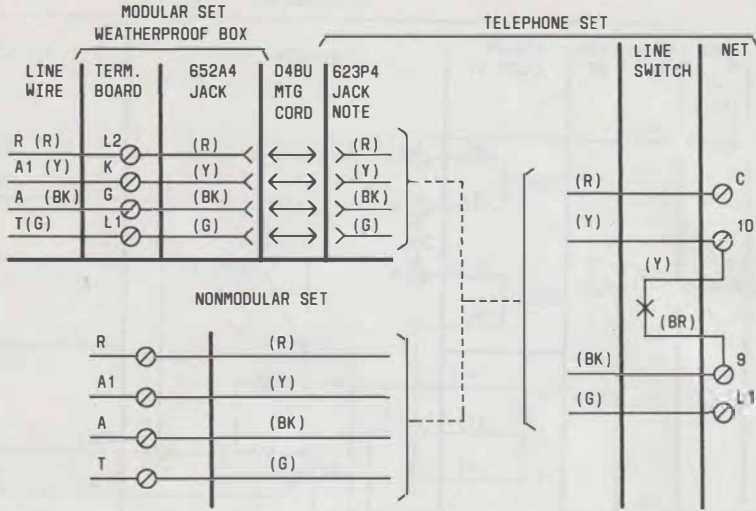 MODULAR SET
WEATHERPROOF BOX
TELEPHONE SET
LINE WIRE
TERM. BOARD
652A4 JACK
D4BU MTG CORD
623P4 JACK NOTE
LINE SWITCH
NET
R (R) L2 (R) (R)
A1 (Y) K (Y) (Y)
A (BK) G (BK) (BK)
T(G) L1 (G) (G)
(R) C
(Y) 10
(Y)
(BR)
(BK) 9
(G) L1
NONMODULAR SET
R (R)
A1 (Y)
A (BK)
T (G)